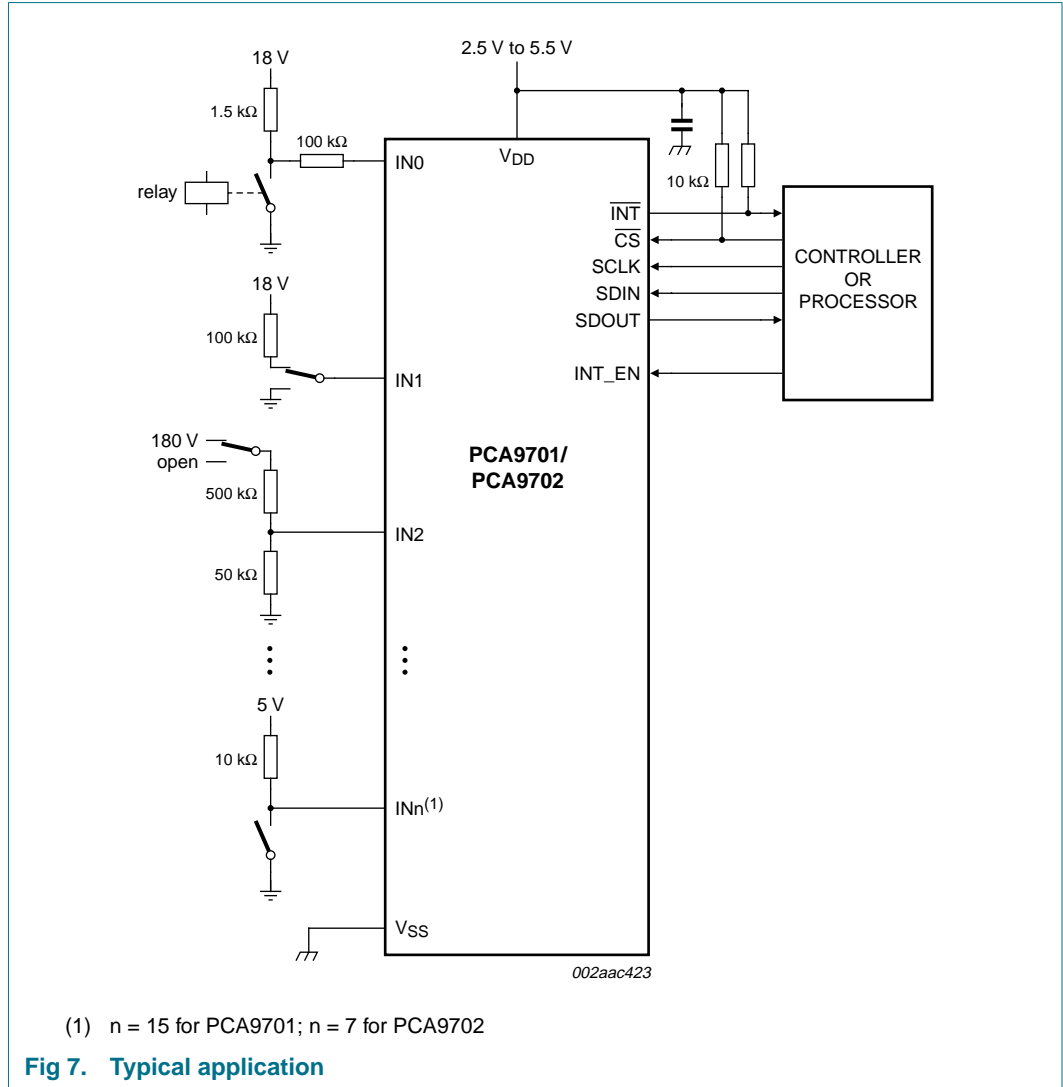 2.5 V to 5.5 V
18 V
1.5 kΩ
100 kΩ
IN0
VDD
relay
10 kΩ
INT
CS
SCLK
SDIN
SDOUT
INT_EN
CONTROLLER
OR
PROCESSOR
18 V
100 kΩ
IN1
180 V
open
500 kΩ
IN2
50 kΩ
PCA9701/
PCA9702
5 V
10 kΩ
INn(1)
VSS
002aac423
(1) n = 15 for PCA9701; n = 7 for PCA9702
Fig 7. Typical application